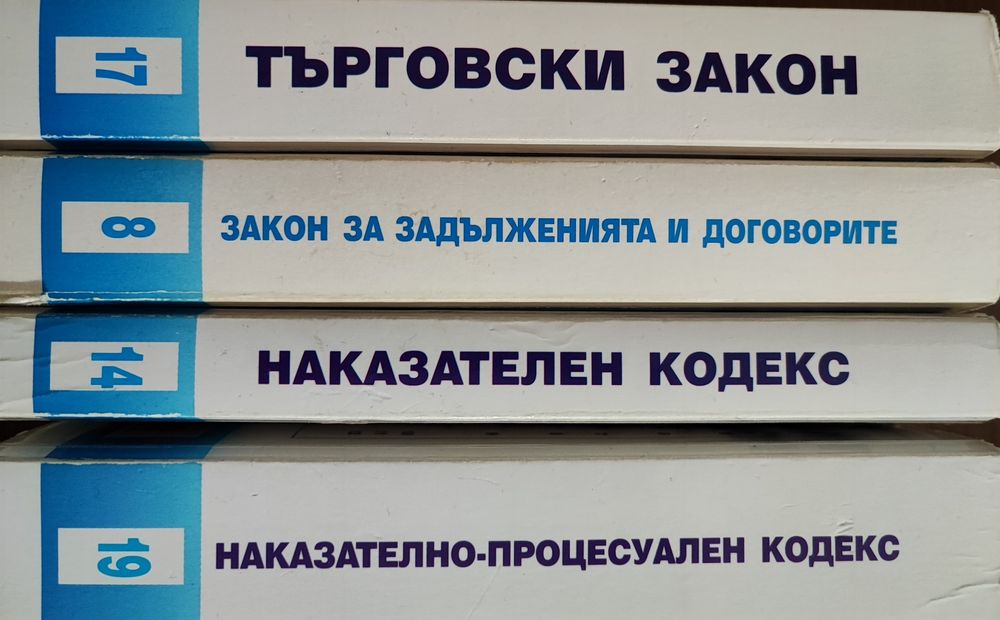 17 ТЪРГОВСКИ ЗАКОН
8 ЗАКОН ЗА ЗАДЪЛЖЕНИЯТА И ДОГОВОРИТЕ
14 НАКАЗАТЕЛЕН КОДЕКС
19 НАКАЗАТЕЛНО-ПРОЦЕСУАЛЕН КОДЕКС